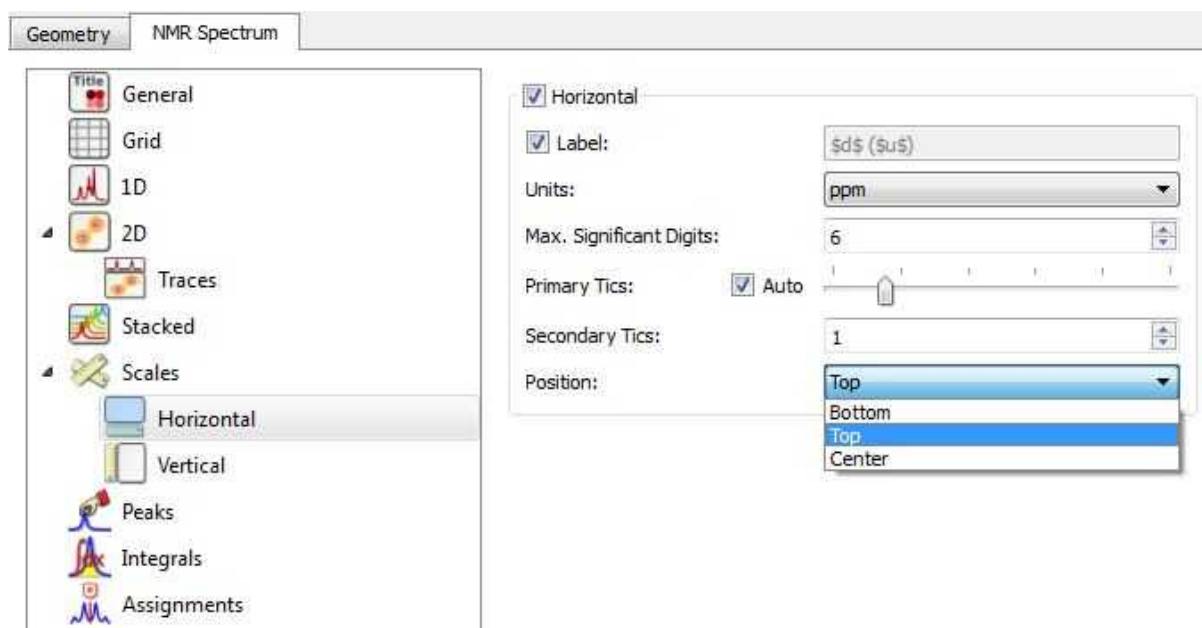 Geometry
NMR Spectrum
Title
General
Grid
1D
2D
Traces
Stacked
Scales
Horizontal
Vertical
Peaks
Integrals
Assignments
Horizontal
Label: $d$ ($u$)
Units: ppm
Max. Significant Digits: 6
Primary Tics: Auto
Secondary Tics: 1
Position: Top
Bottom
Top
Center